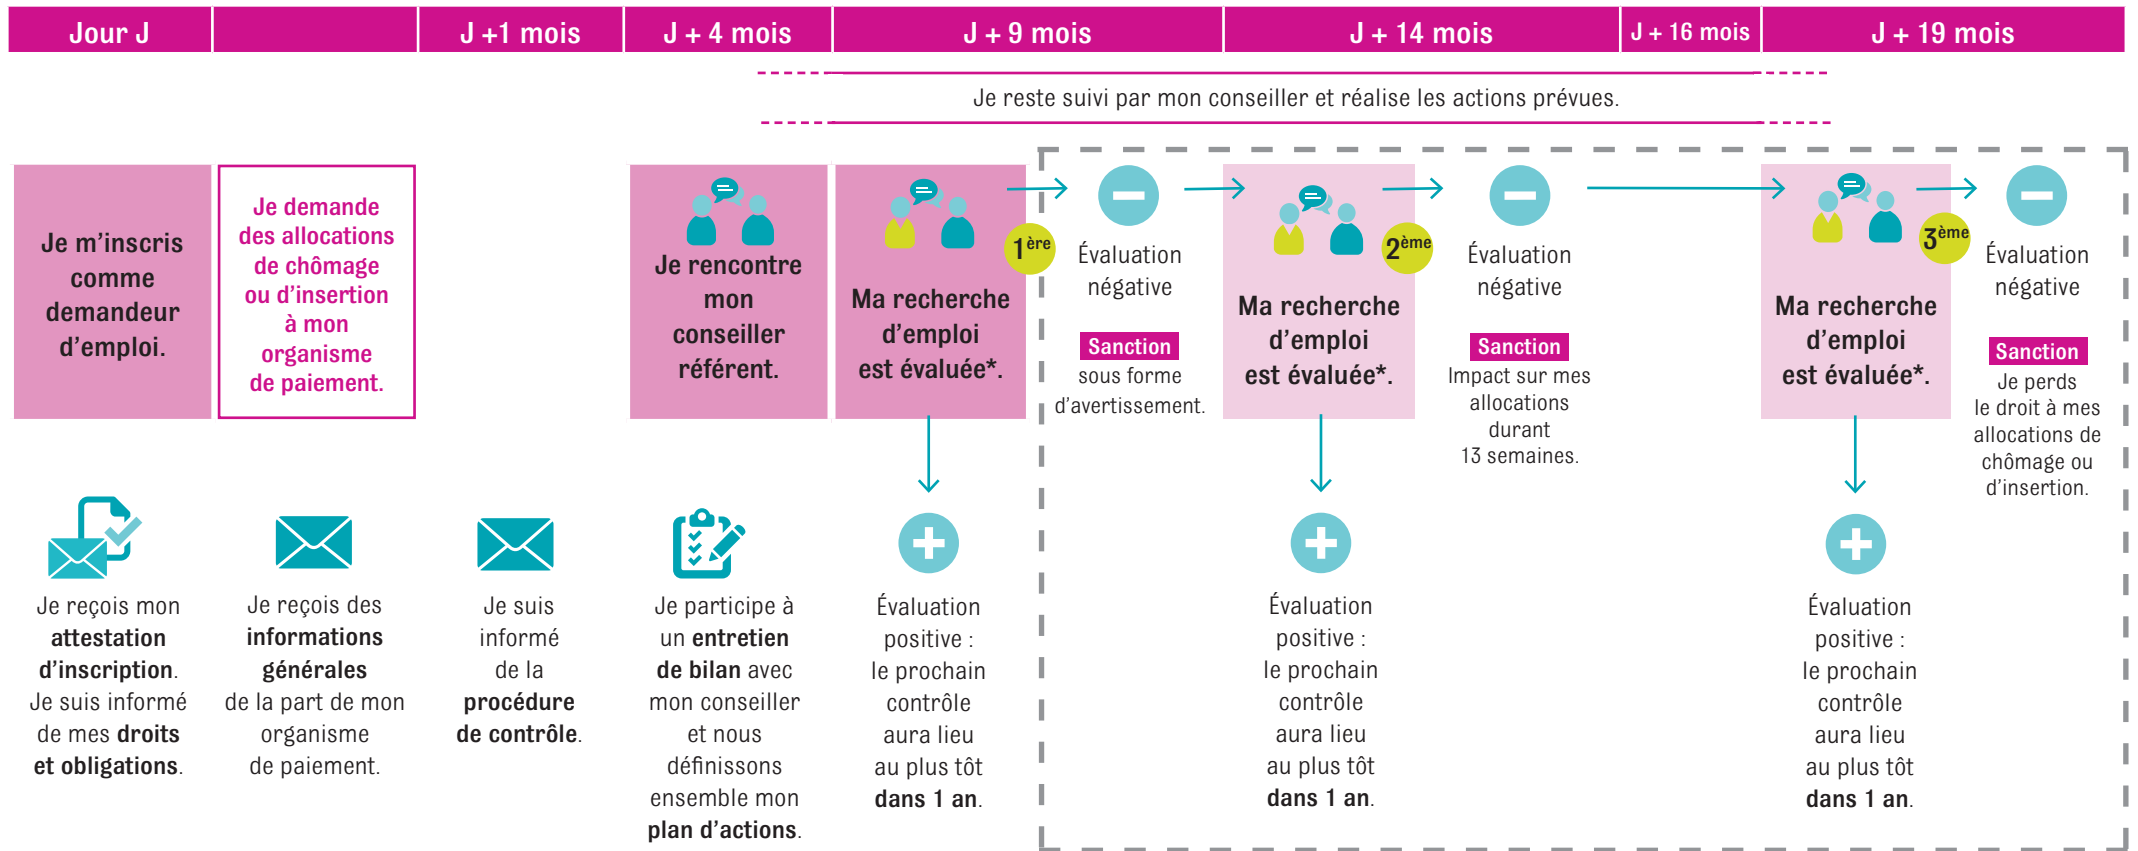 Jour J
J +1 mois
J + 4 mois
J + 9 mois
J + 14 mois
J + 16 mois
J + 19 mois
Je reste suivi par mon conseiller et réalise les actions prévues.
Je m’inscris
comme
demandeur
d’emploi.
Je demande
des allocations
de chômage
ou d’insertion
à mon
organisme
de paiement.
Je rencontre
mon
conseiller
référent.
Ma recherche
d’emploi
est évaluée*.
1ère
Évaluation
négative
Sanction
sous forme
d’avertissement.
Ma recherche
d’emploi
est évaluée*.
2ème
Évaluation
négative
Sanction
Impact sur mes
allocations
durant
13 semaines.
Ma recherche
d’emploi
est évaluée*.
3ème
Évaluation
négative
Sanction
Je perds
le droit à mes
allocations de
chômage ou
d’insertion.
Je reçois mon
attestation
d’inscription.
Je suis informé
de mes droits
et obligations.
Je reçois des
informations
générales
de la part de mon
organisme
de paiement.
Je suis
informé
de la
procédure
de contrôle.
Je participe à
un entretien
de bilan avec
mon conseiller
et nous
définissons
ensemble mon
plan d’actions.
Évaluation
positive :
le prochain
contrôle
aura lieu
au plus tôt
dans 1 an.
Évaluation
positive :
le prochain
contrôle
aura lieu
au plus tôt
dans 1 an.
Évaluation
positive :
le prochain
contrôle
aura lieu
au plus tôt
dans 1 an.